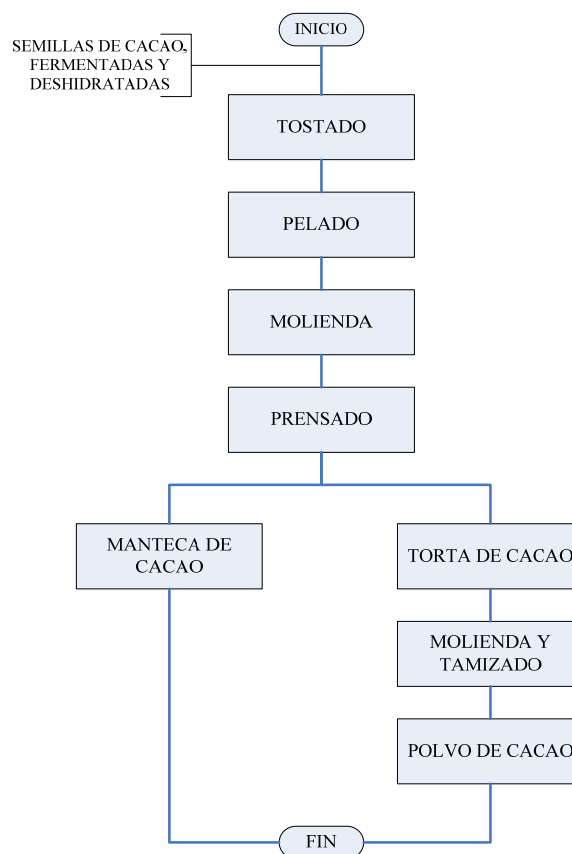 INICIO
SEMILLAS DE CACAO,
FERMENTADAS Y
DESHIDRATADAS
TOSTADO
PELADO
MOLIENDA
PRENSADO
MANTECA DE
CACAO
TORTA DE CACAO
MOLIENDA Y
TAMIZADO
POLVO DE CACAO
FIN